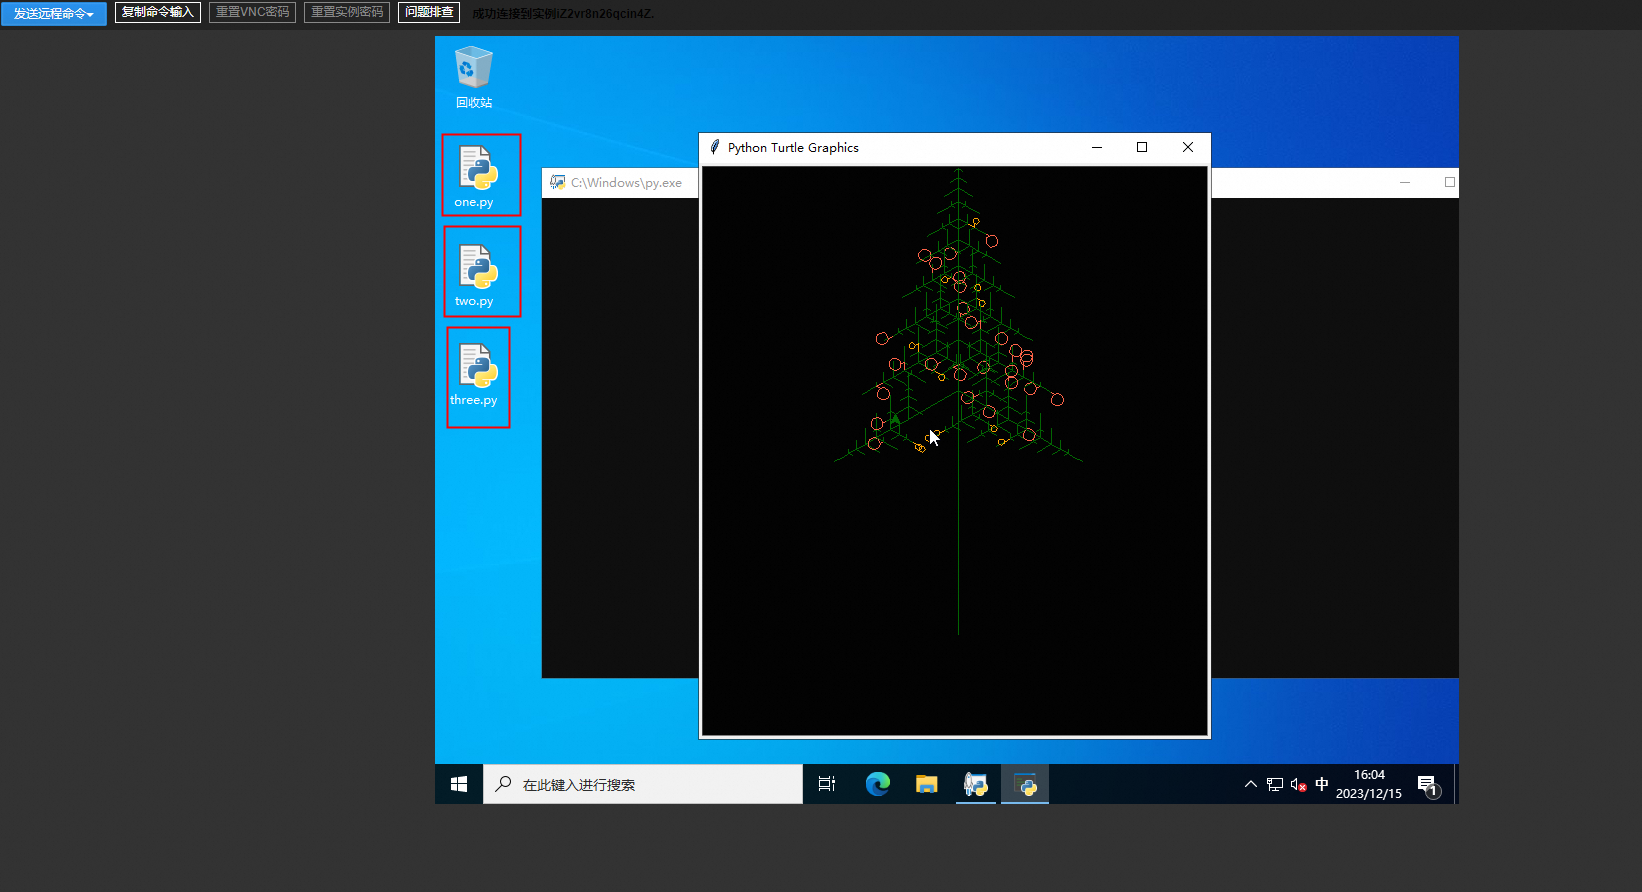 发送远程命令
复制命令输入
重置VNC密码
重置实例密码
问题排查
成功连接到实例iZ2vr8n26qcin4Z.
回收站
one.py
two.py
three.py
Python Turtle Graphics
C:\Windows\py.exe
在此键入进行搜索
中
16:04
2023/12/15
1